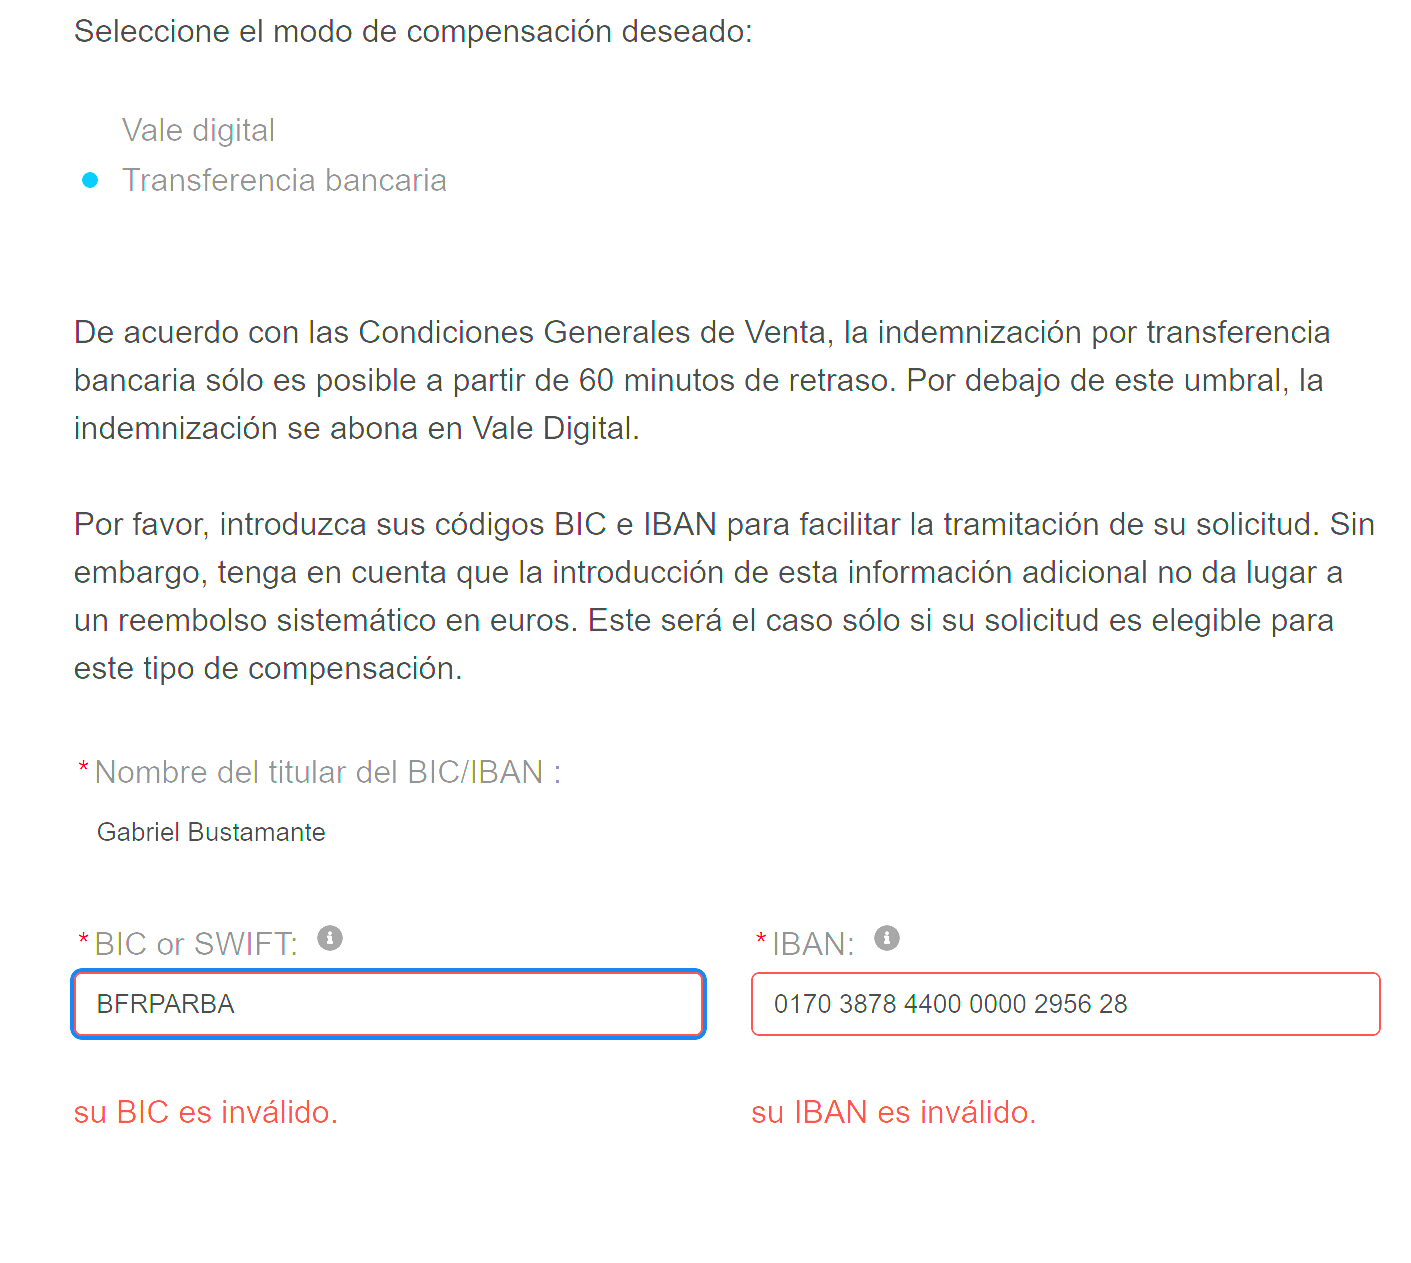 Seleccione el modo de compensación deseado:
Vale digital
Transferencia bancaria
De acuerdo con las Condiciones Generales de Venta, la indemnización por transferencia
bancaria sólo es posible a partir de 60 minutos de retraso. Por debajo de este umbral, la
indemnización se abona en Vale Digital.
Por favor, introduzca sus códigos BIC e IBAN para facilitar la tramitación de su solicitud. Sin
embargo, tenga en cuenta que la introducción de esta información adicional no da lugar a
un reembolso sistemático en euros. Este será el caso sólo si su solicitud es elegible para
este tipo de compensación.
*Nombre del titular del BIC/IBAN :
Gabriel Bustamante
*BIC or SWIFT:
*IBAN:
BFRPARBA
0170 3878 4400 0000 2956 28
su BIC es inválido.
su IBAN es inválido.